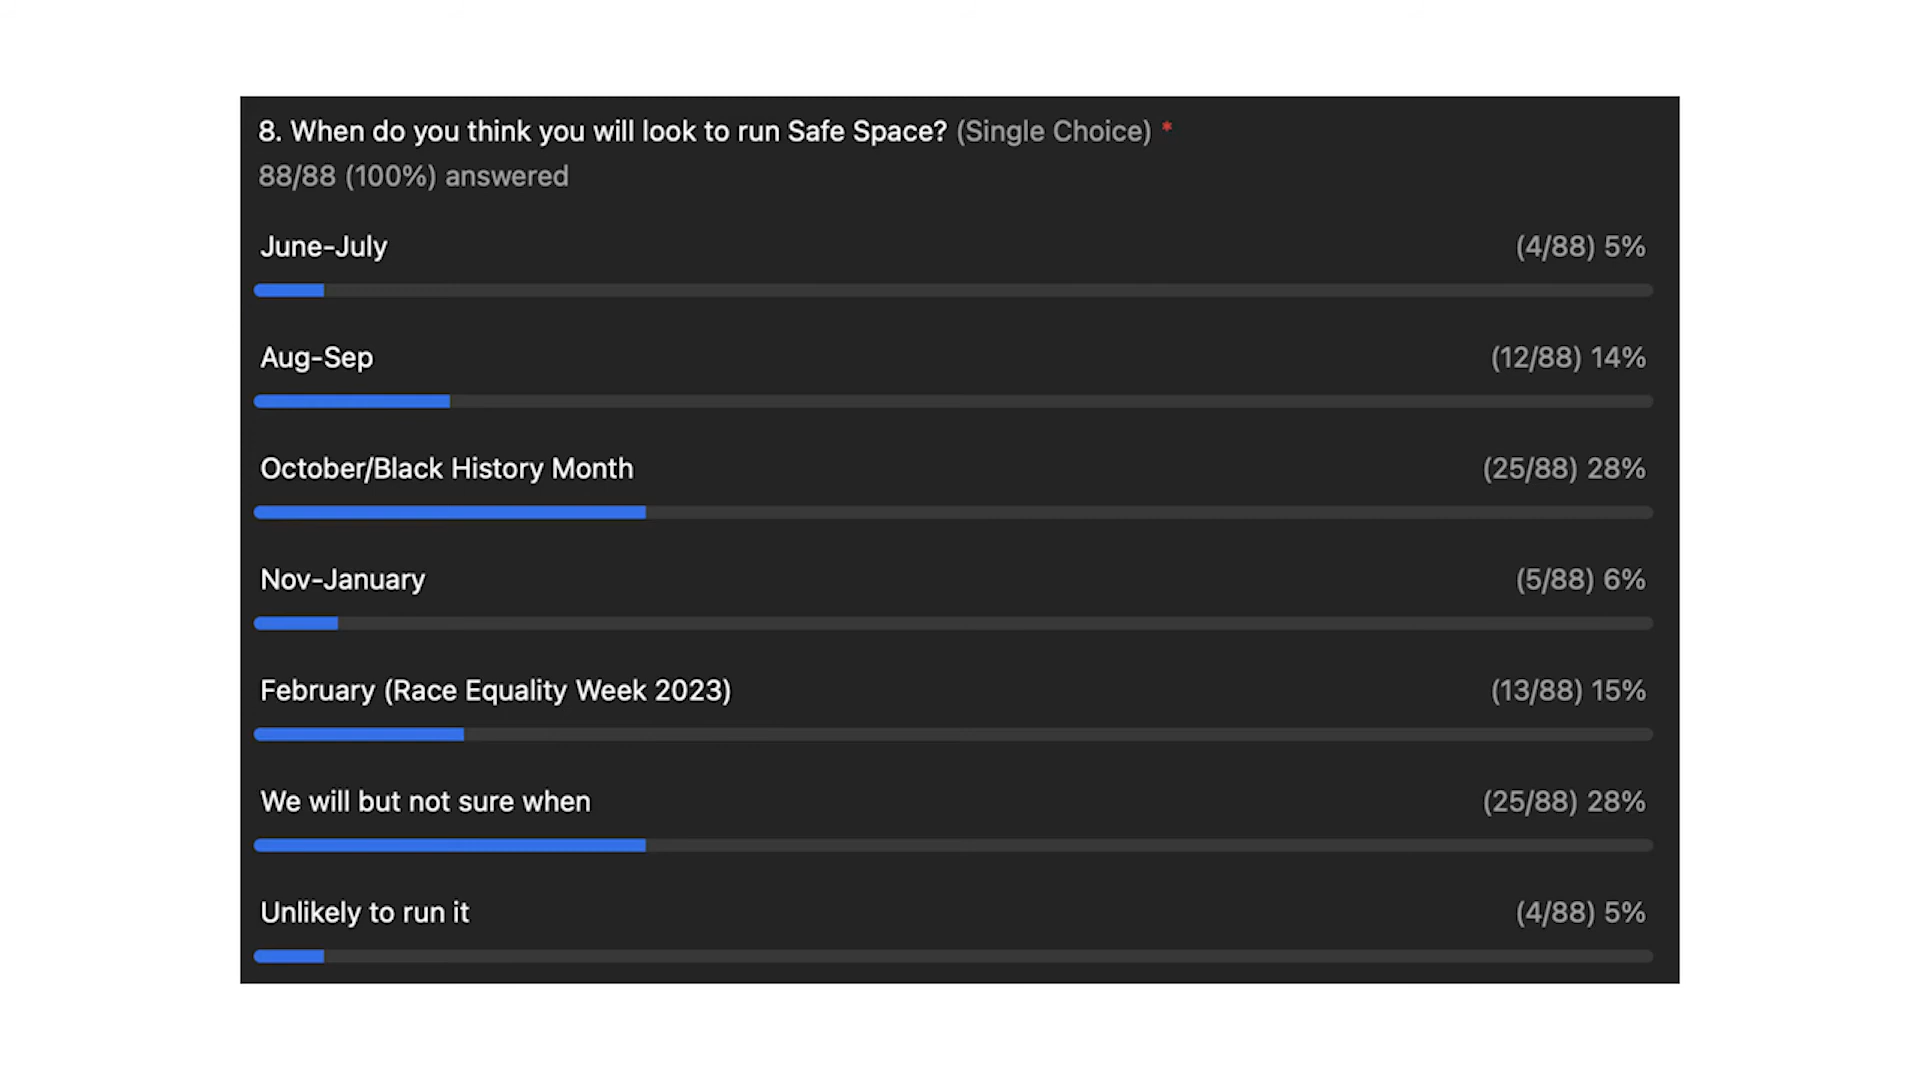 8. When do you think you will look to run Safe Space? (Single Choice) *
88/88 (100%) answered
June-July (4/88) 5%
Aug-Sep (12/88) 14%
October/Black History Month (25/88) 28%
Nov-January (5/88) 6%
February (Race Equality Week 2023) (13/88) 15%
We will but not sure when (25/88) 28%
Unlikely to run it (4/88) 5%